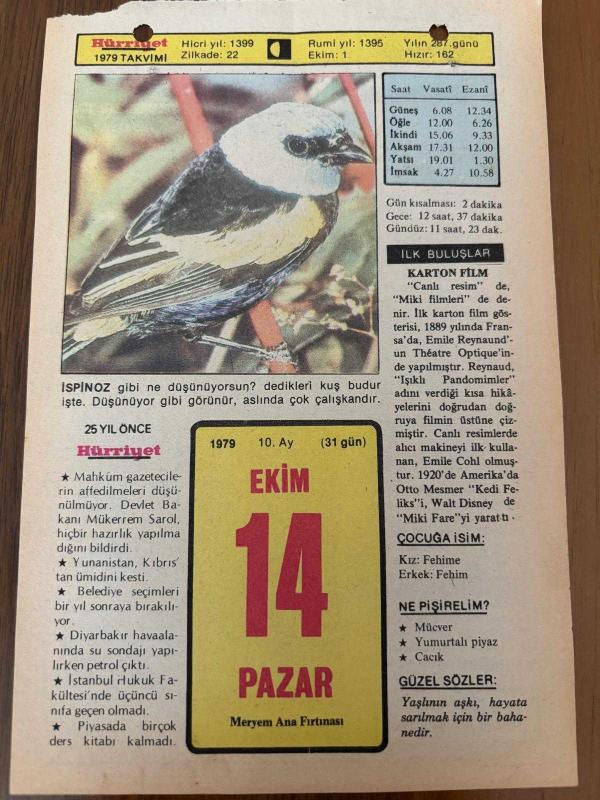 Hürriyet
1979 TAKVİMİ
Hicri yıl: 1399
Zilkade: 22
Rumi yıl: 1395
Ekim: 1
Yılın 287.günü
Hızır: 162
Saat Vasatî Ezanî
Güneş 6.08 12.34
Öğle 12.00 6.26
İkindi 15.06 9.33
Akşam 17.31 12.00
Yatsı 19.01 1.30
İmsak 4.27 10.58
Gün kısalması: 2 dakika
Gece: 12 saat, 37 dakika
Gündüz: 11 saat, 23 dak.
İLK BULUŞLAR
KARTON FİLM
"Canlı resim" de,
"Miki filmleri" de de-
nir. İlk karton film gös-
terisi, 1889 yılında Fran-
sa'da, Emile Reynaund'-
un Théatre Optique'in-
de yapılmıştır. Reynaud,
"Işıklı Pandomimler"
adını verdiği kısa hikâ-
yelerini doğrudan doğ-
ruya filmin üstüne çiz-
miştir. Canlı resimlerde
alıcı makineyi ilk kulla-
nan, Emile Cohl olmuş-
tur. 1920'de Amerika'da
Otto Mesmer "Kedi Fe-
liks"i, Walt Disney de
"Miki Fare"yi yarattı.
ÇOCUĞA İSİM:
Kız: Fehime
Erkek: Fehim
NE PİŞİRELİM?
★ Mücver
★ Yumurtalı piyaz
★ Cacık
GÜZEL SÖZLER:
Yaşlının aşkı, hayata
sarılmak için bir baha-
nedir.
İSPİNOZ gibi ne düşünüyorsun? dedikleri kuş budur
işte. Düşünüyor gibi görünür, aslında çok çalışkandır.
25 YIL ÖNCE
Hürriyet
★ Mahkûm gazetecile-
rin affedilmeleri düşü-
nülmüyor. Devlet Ba-
kanı Mükerrem Sarol,
hiçbir hazırlık yapılma
dığını bildirdi.
★ Yunanistan, Kıbrıs'
tan ümidini kesti.
★ Belediye seçimleri
bir yıl sonraya bırakılı-
yor.
★ Diyarbakır havaala-
nında su sondajı yapı-
lırken petrol çıktı.
★ İstanbul Hukuk Fa-
kültesi'nde üçüncü sı-
nıfa geçen olmadı.
★ Piyasada birçok
ders kitabı kalmadı.
1979 10. Ay (31 gün)
EKİM
14
PAZAR
Meryem Ana Fırtınası